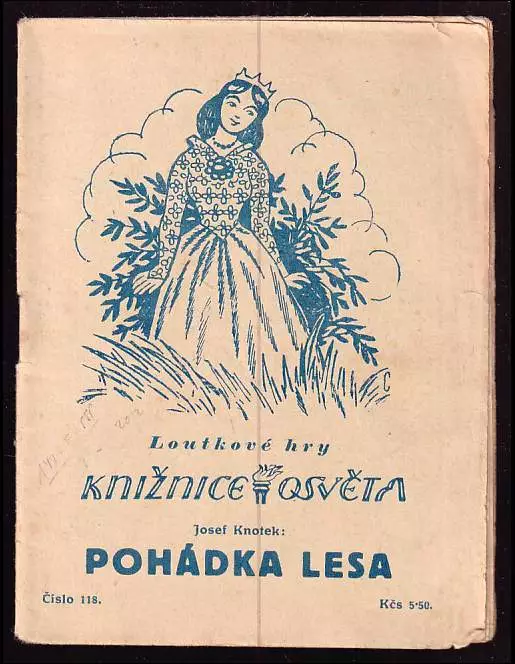 Loutkové hry
KNIŽNICE OSVĚTA
Josef Knotek:
POHÁDKA LESA
Číslo 118.
Kčs 5·50.